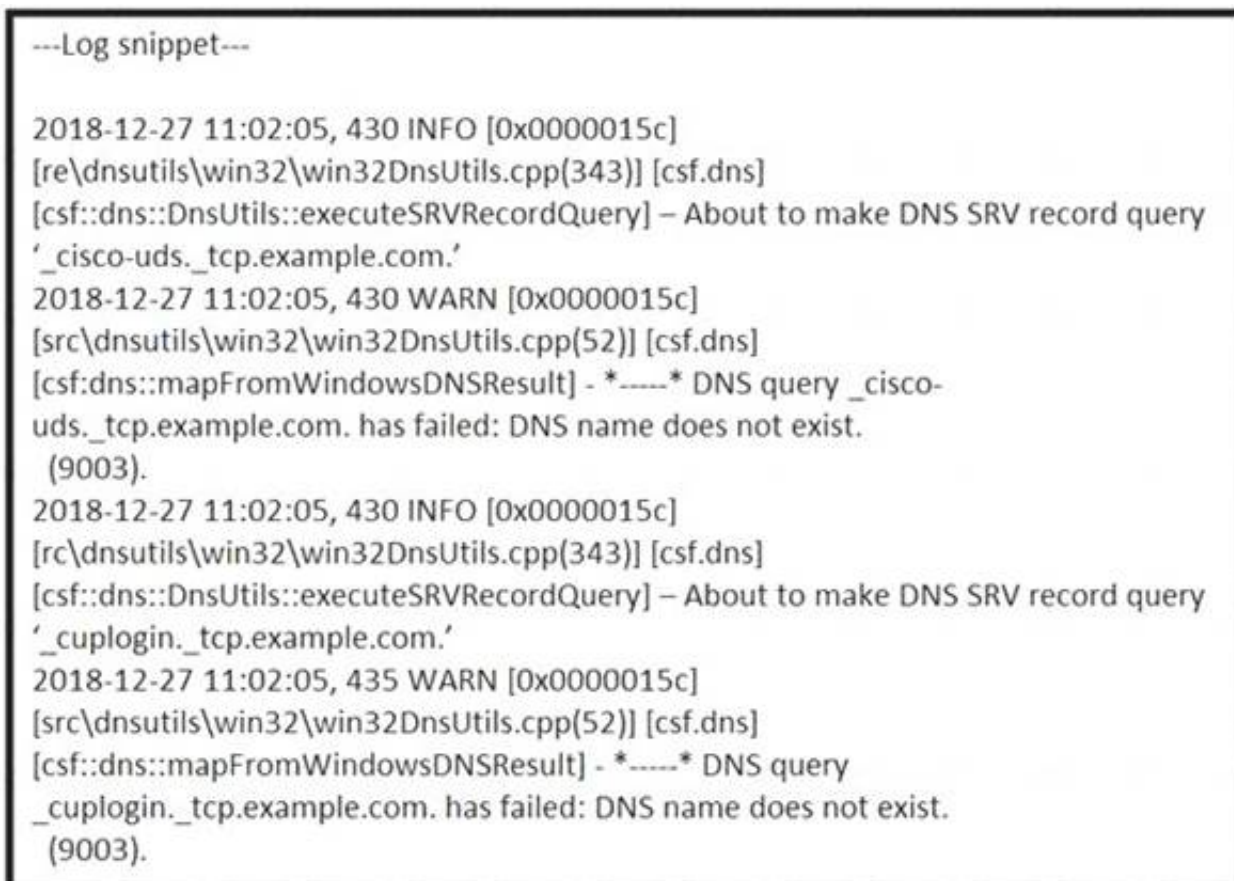 ---Log snippet---
2018-12-27 11:02:05, 430 INFO [0x0000015c]
[re\dnsutils\win32\win32DnsUtils.cpp(343)] [csf.dns]
[csf::dns::DnsUtils::executeSRVRecordQuery] – About to make DNS SRV record query
‘_cisco-uds._tcp.example.com.’
2018-12-27 11:02:05, 430 WARN [0x0000015c]
[src\dnsutils\win32\win32DnsUtils.cpp(52)] [csf.dns]
[csf:dns::mapFromWindowsDNSResult] - *-----* DNS query _cisco-
uds._tcp.example.com. has failed: DNS name does not exist.
(9003).
2018-12-27 11:02:05, 430 INFO [0x0000015c]
[rc\dnsutils\win32\win32DnsUtils.cpp(343)] [csf.dns]
[csf::dns::DnsUtils::executeSRVRecordQuery] – About to make DNS SRV record query
‘_cuplogin._tcp.example.com.’
2018-12-27 11:02:05, 435 WARN [0x0000015c]
[src\dnsutils\win32\win32DnsUtils.cpp(52)] [csf.dns]
[csf::dns::mapFromWindowsDNSResult] - *-----* DNS query
_cuplogin._tcp.example.com. has failed: DNS name does not exist.
(9003).